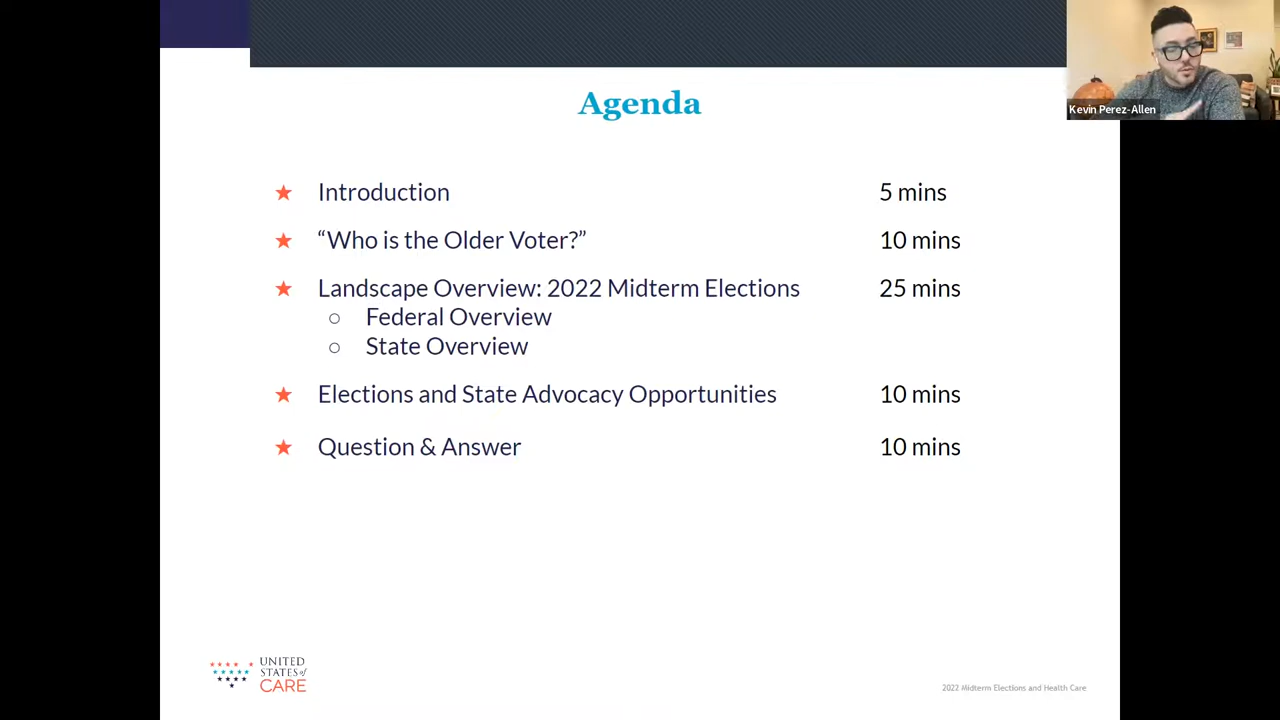 Kevin Perez-Allen
Agenda
★ Introduction 5 mins
★ “Who is the Older Voter?” 10 mins
★ Landscape Overview: 2022 Midterm Elections 25 mins
○ Federal Overview
○ State Overview
★ Elections and State Advocacy Opportunities 10 mins
★ Question & Answer 10 mins
UNITED
STATES of
CARE
2022 Midterm Elections and Health Care